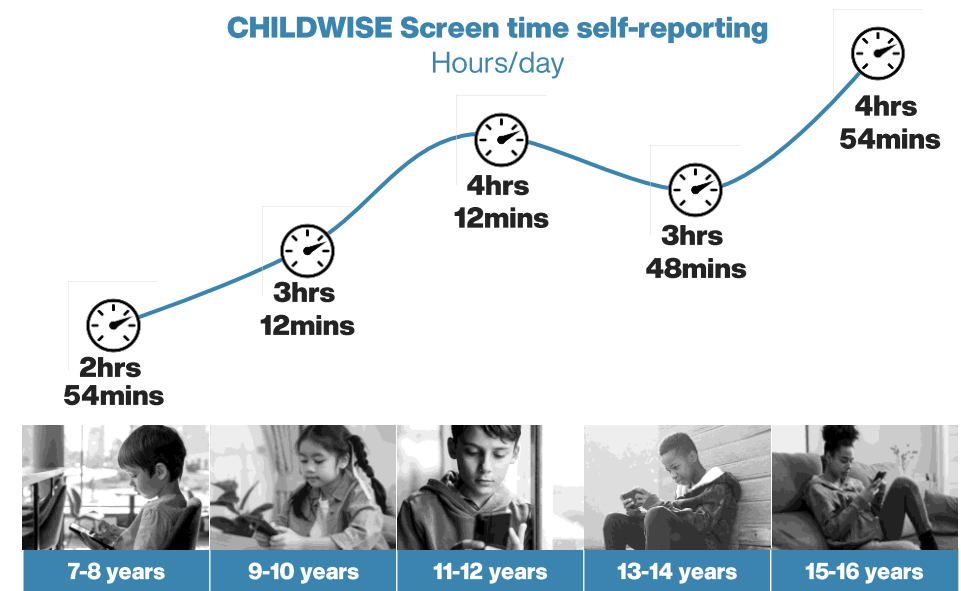 CHILDWISE Screen time self-reporting
Hours/day
2hrs
54mins
3hrs
12mins
4hrs
12mins
3hrs
48mins
4hrs
54mins
7-8 years
9-10 years
11-12 years
13-14 years
15-16 years